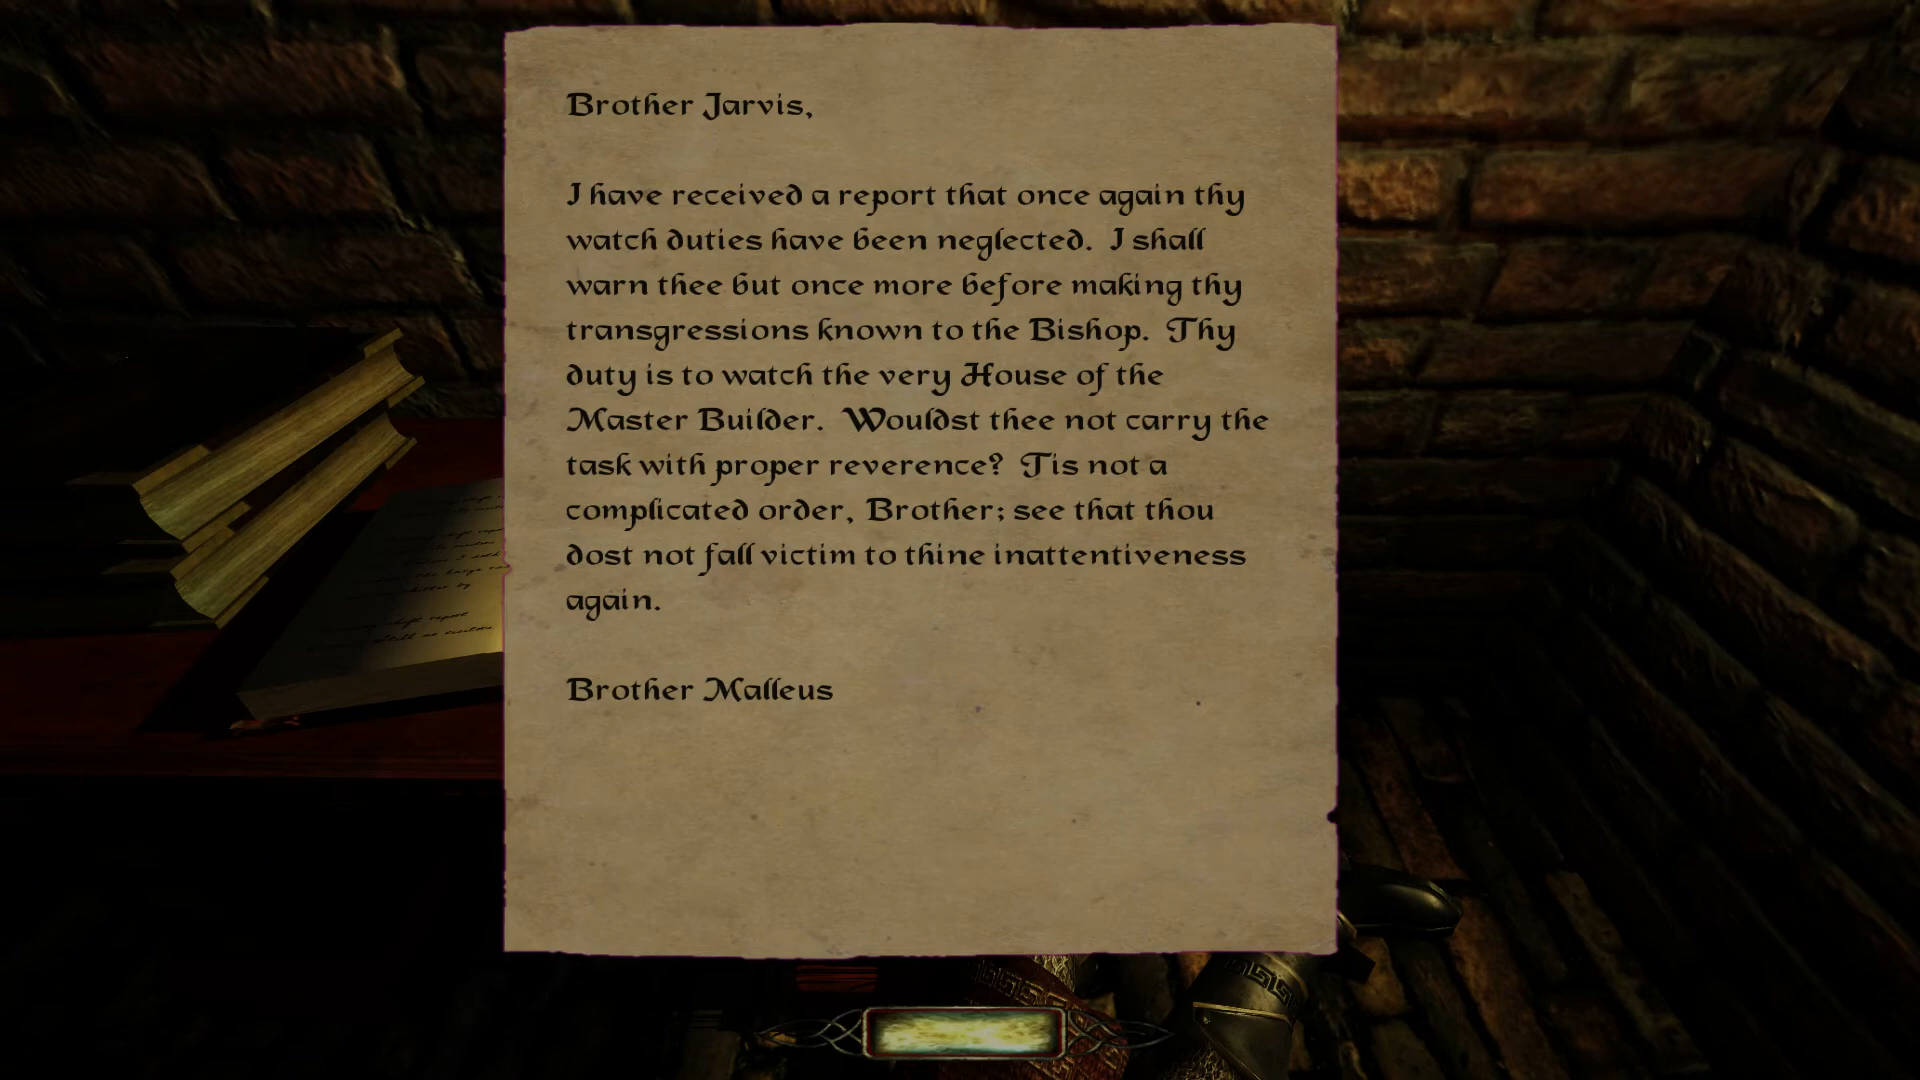 Brother Jarvis,
I have received a report that once again thy
watch duties have been neglected. I shall
warn thee but once more before making thy
transgressions known to the Bishop. Thy
duty is to watch the very House of the
Master Builder. Wouldst thee not carry the
task with proper reverence? Tis not a
complicated order, Brother; see that thou
dost not fall victim to thine inattentiveness
again.
Brother Malleus